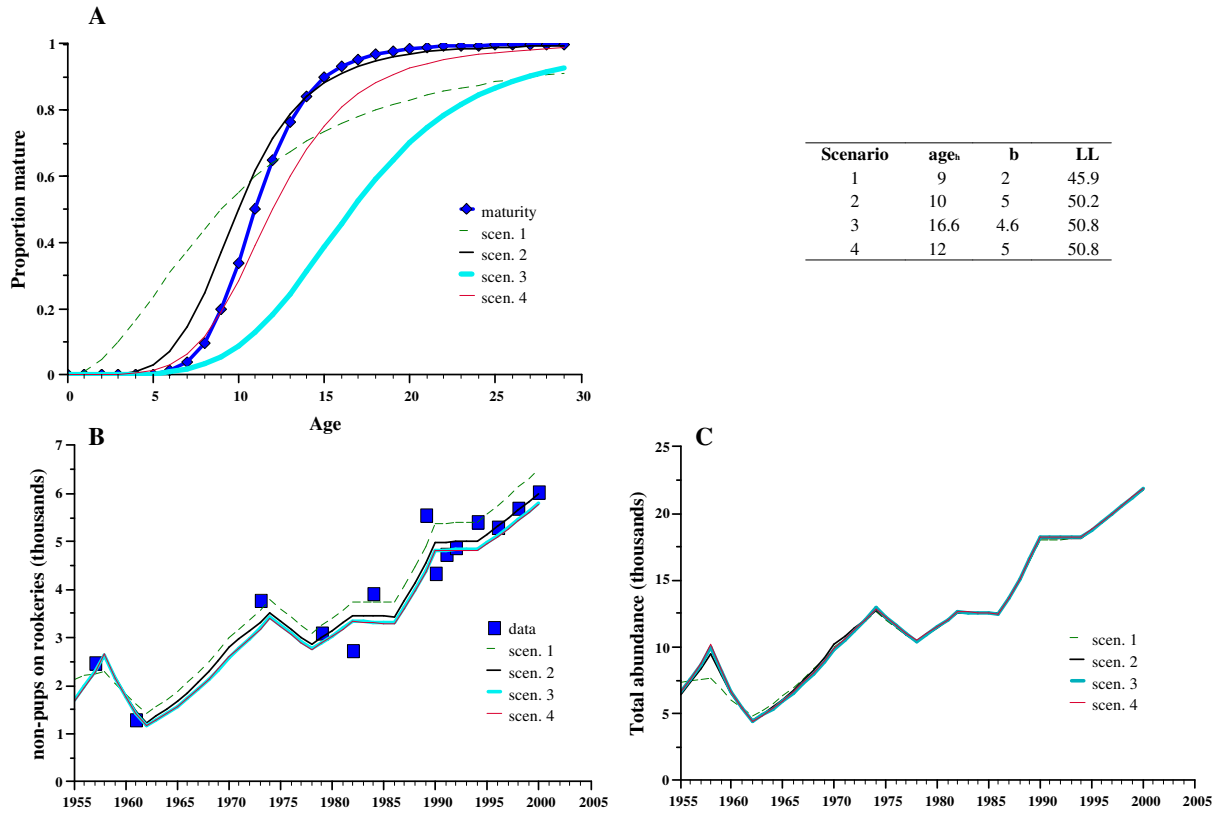 A
Proportion mature
1
0.8
0.6
0.4
0.2
0
0 5 10 15 20 25 30
Age
maturity
scen. 1
scen. 2
scen. 3
scen. 4
Scenario ageₕ b LL
1 9 2 45.9
2 10 5 50.2
3 16.6 4.6 50.8
4 12 5 50.8
B
non-pups on rookeries (thousands)
7
6
5
4
3
2
1
0
1955 1960 1965 1970 1975 1980 1985 1990 1995 2000 2005
data
scen. 1
scen. 2
scen. 3
scen. 4
C
Total abundance (thousands)
25
20
15
10
5
0
1955 1960 1965 1970 1975 1980 1985 1990 1995 2000 2005
scen. 1
scen. 2
scen. 3
scen. 4